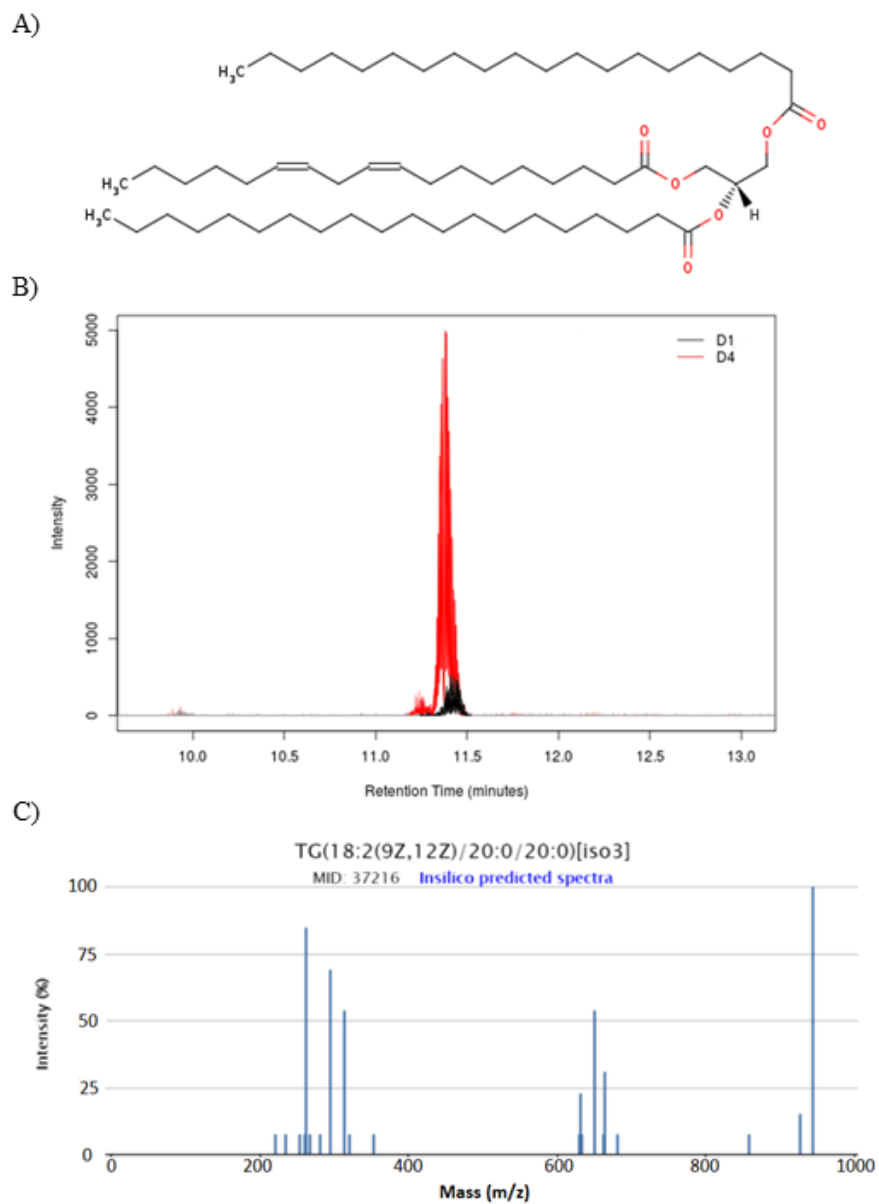 A)
H3C
O
O
O
O
H3C
O
O
H
H3C
O
B)
5000
4000
3000
2000
1000
0
Intensity
D1
D4
10.0 10.5 11.0 11.5 12.0 12.5 13.0
Retention Time (minutes)
C)
TG(18:2(9Z,12Z)/20:0/20:0)[iso3]
MID: 37216 Insilico predicted spectra
100
75
50
25
0
Intensity (%)
0 200 400 600 800 1000
Mass (m/z)